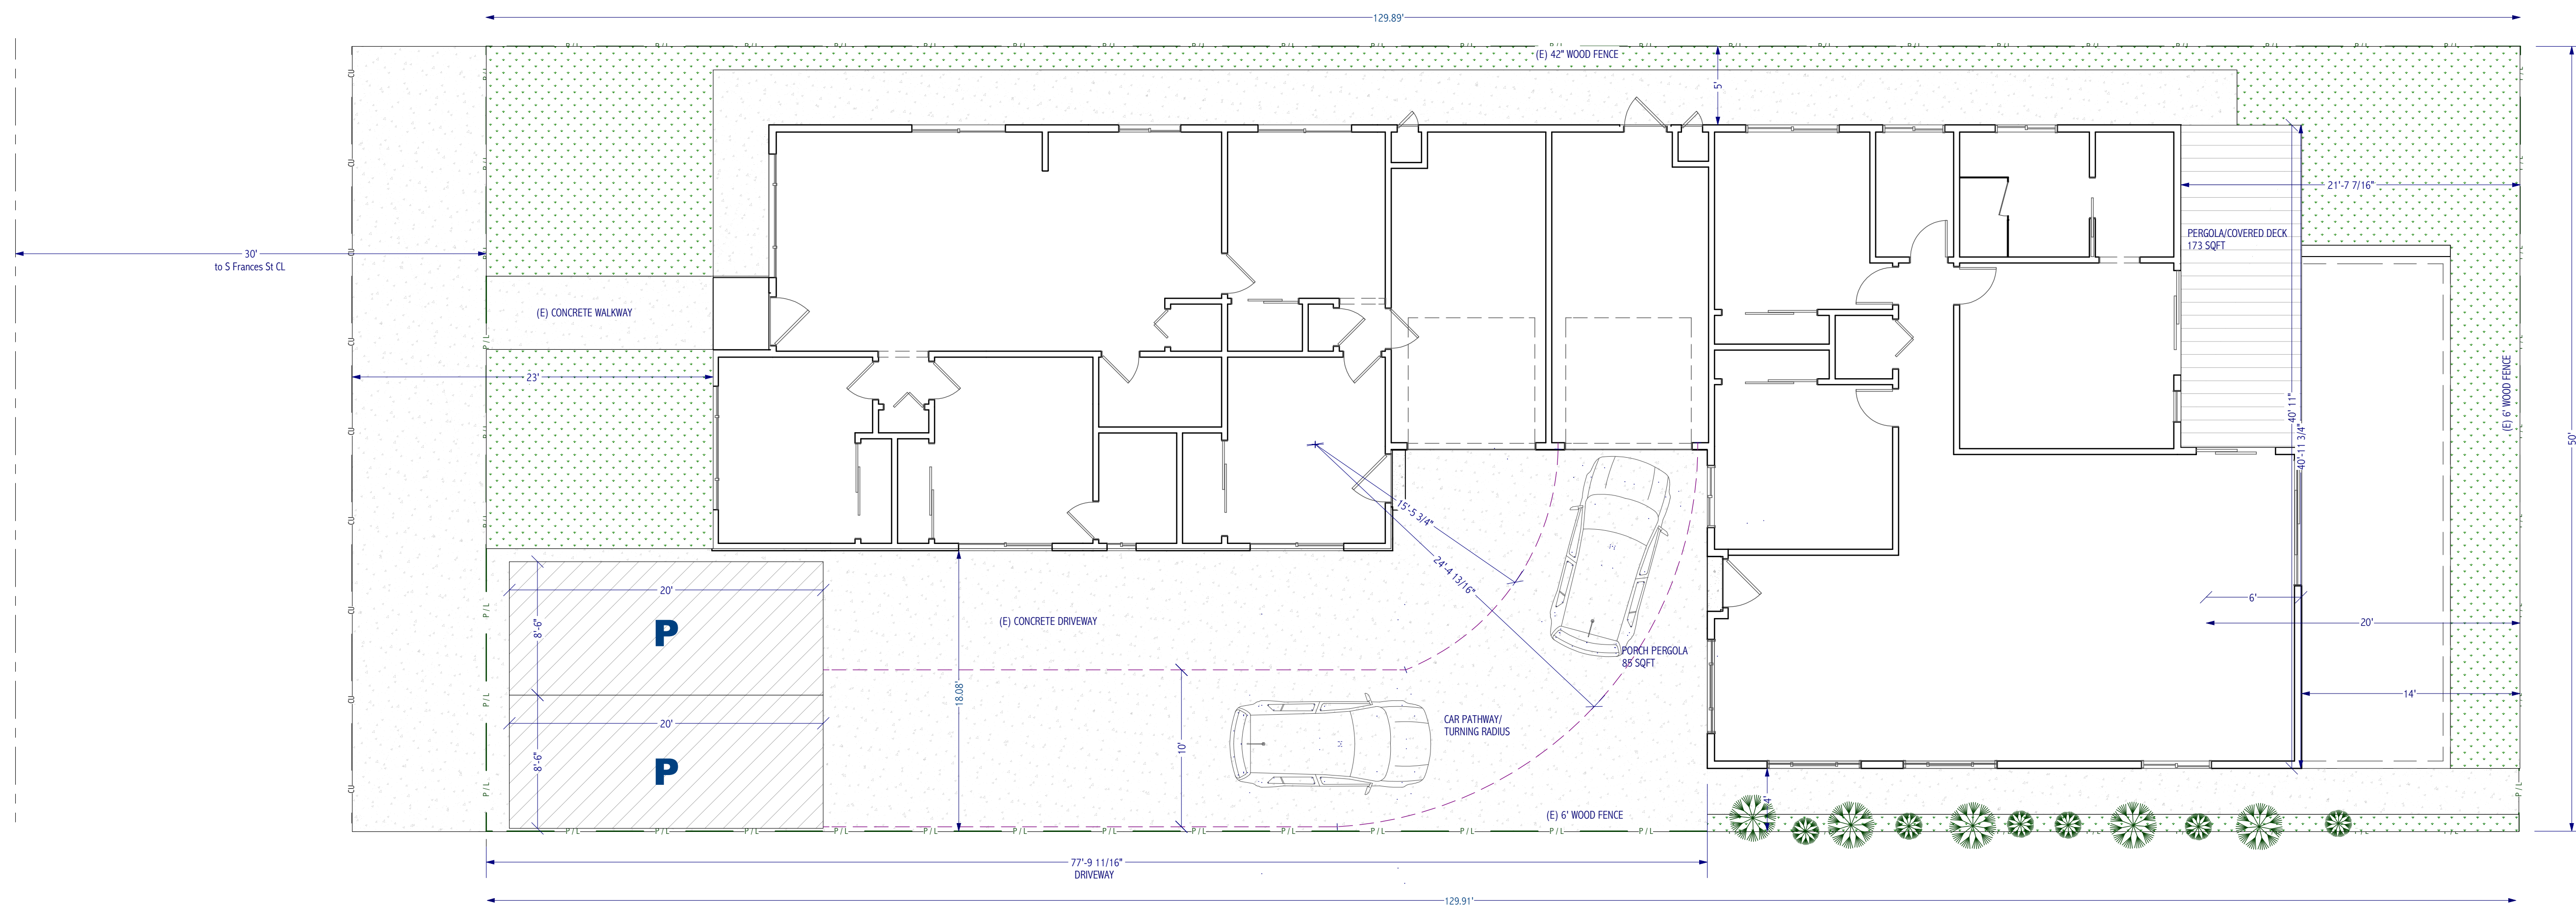 129.89'
P/L P/L P/L P/L P/L P/L P/L P/L P/L P/L P/L P/L P/L P/L P/L P/L P/L P/L P/L P/L P/L P/L
(E) 42" WOOD FENCE
5'
21'-7 7/16"
PERGOLA/COVERED DECK
173 SQFT
30'
to S Frances St CL
(E) CONCRETE WALKWAY
23'
(E) 6' WOOD FENCE
40' 11"
40'-11 3/4"
50'
15'-5 3/4"
24'-4 13/16"
20'
8'-6"
P
(E) CONCRETE DRIVEWAY
6'
20'
PORCH PERGOLA
85 SQFT
18.08'
14'
20'
8'-6"
P
10'
CAR PATHWAY/
TURNING RADIUS
4'
(E) 6' WOOD FENCE
P/L P/L P/L P/L P/L P/L P/L P/L P/L P/L P/L P/L P/L
77'-9 11/16"
DRIVEWAY
129.91'